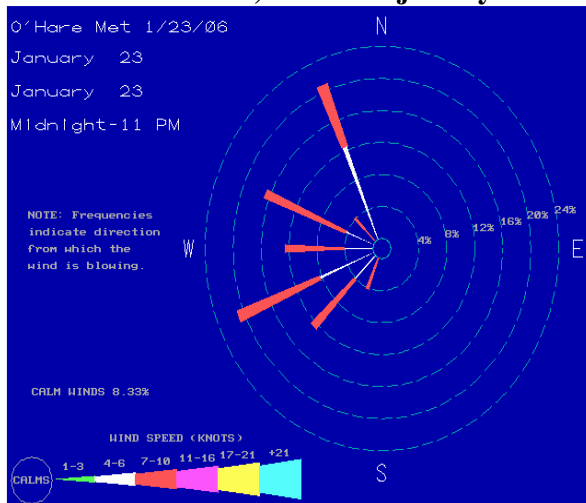 O'Hare Met 1/23/06
January 23
January 23
Midnight-11 PM
N
24%
20%
16%
12%
8%
4%
NOTE: Frequencies
indicate direction
from which the
wind is blowing.
W
E
CALM WINDS 8.33%
WIND SPEED (KNOTS)
1-3 4-6 7-10 11-16 17-21 +21
CALMS
S